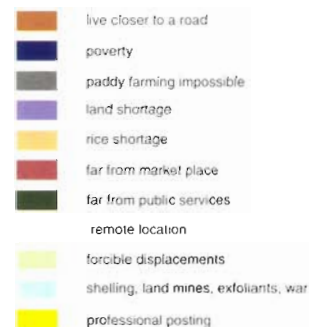 live closer to a road
poverty
paddy farming impossible
land shortage
rice shortage
far from market place
far from public services
remote location
forcible displacements
shelling, land mines, exfoliants, war
professional posting